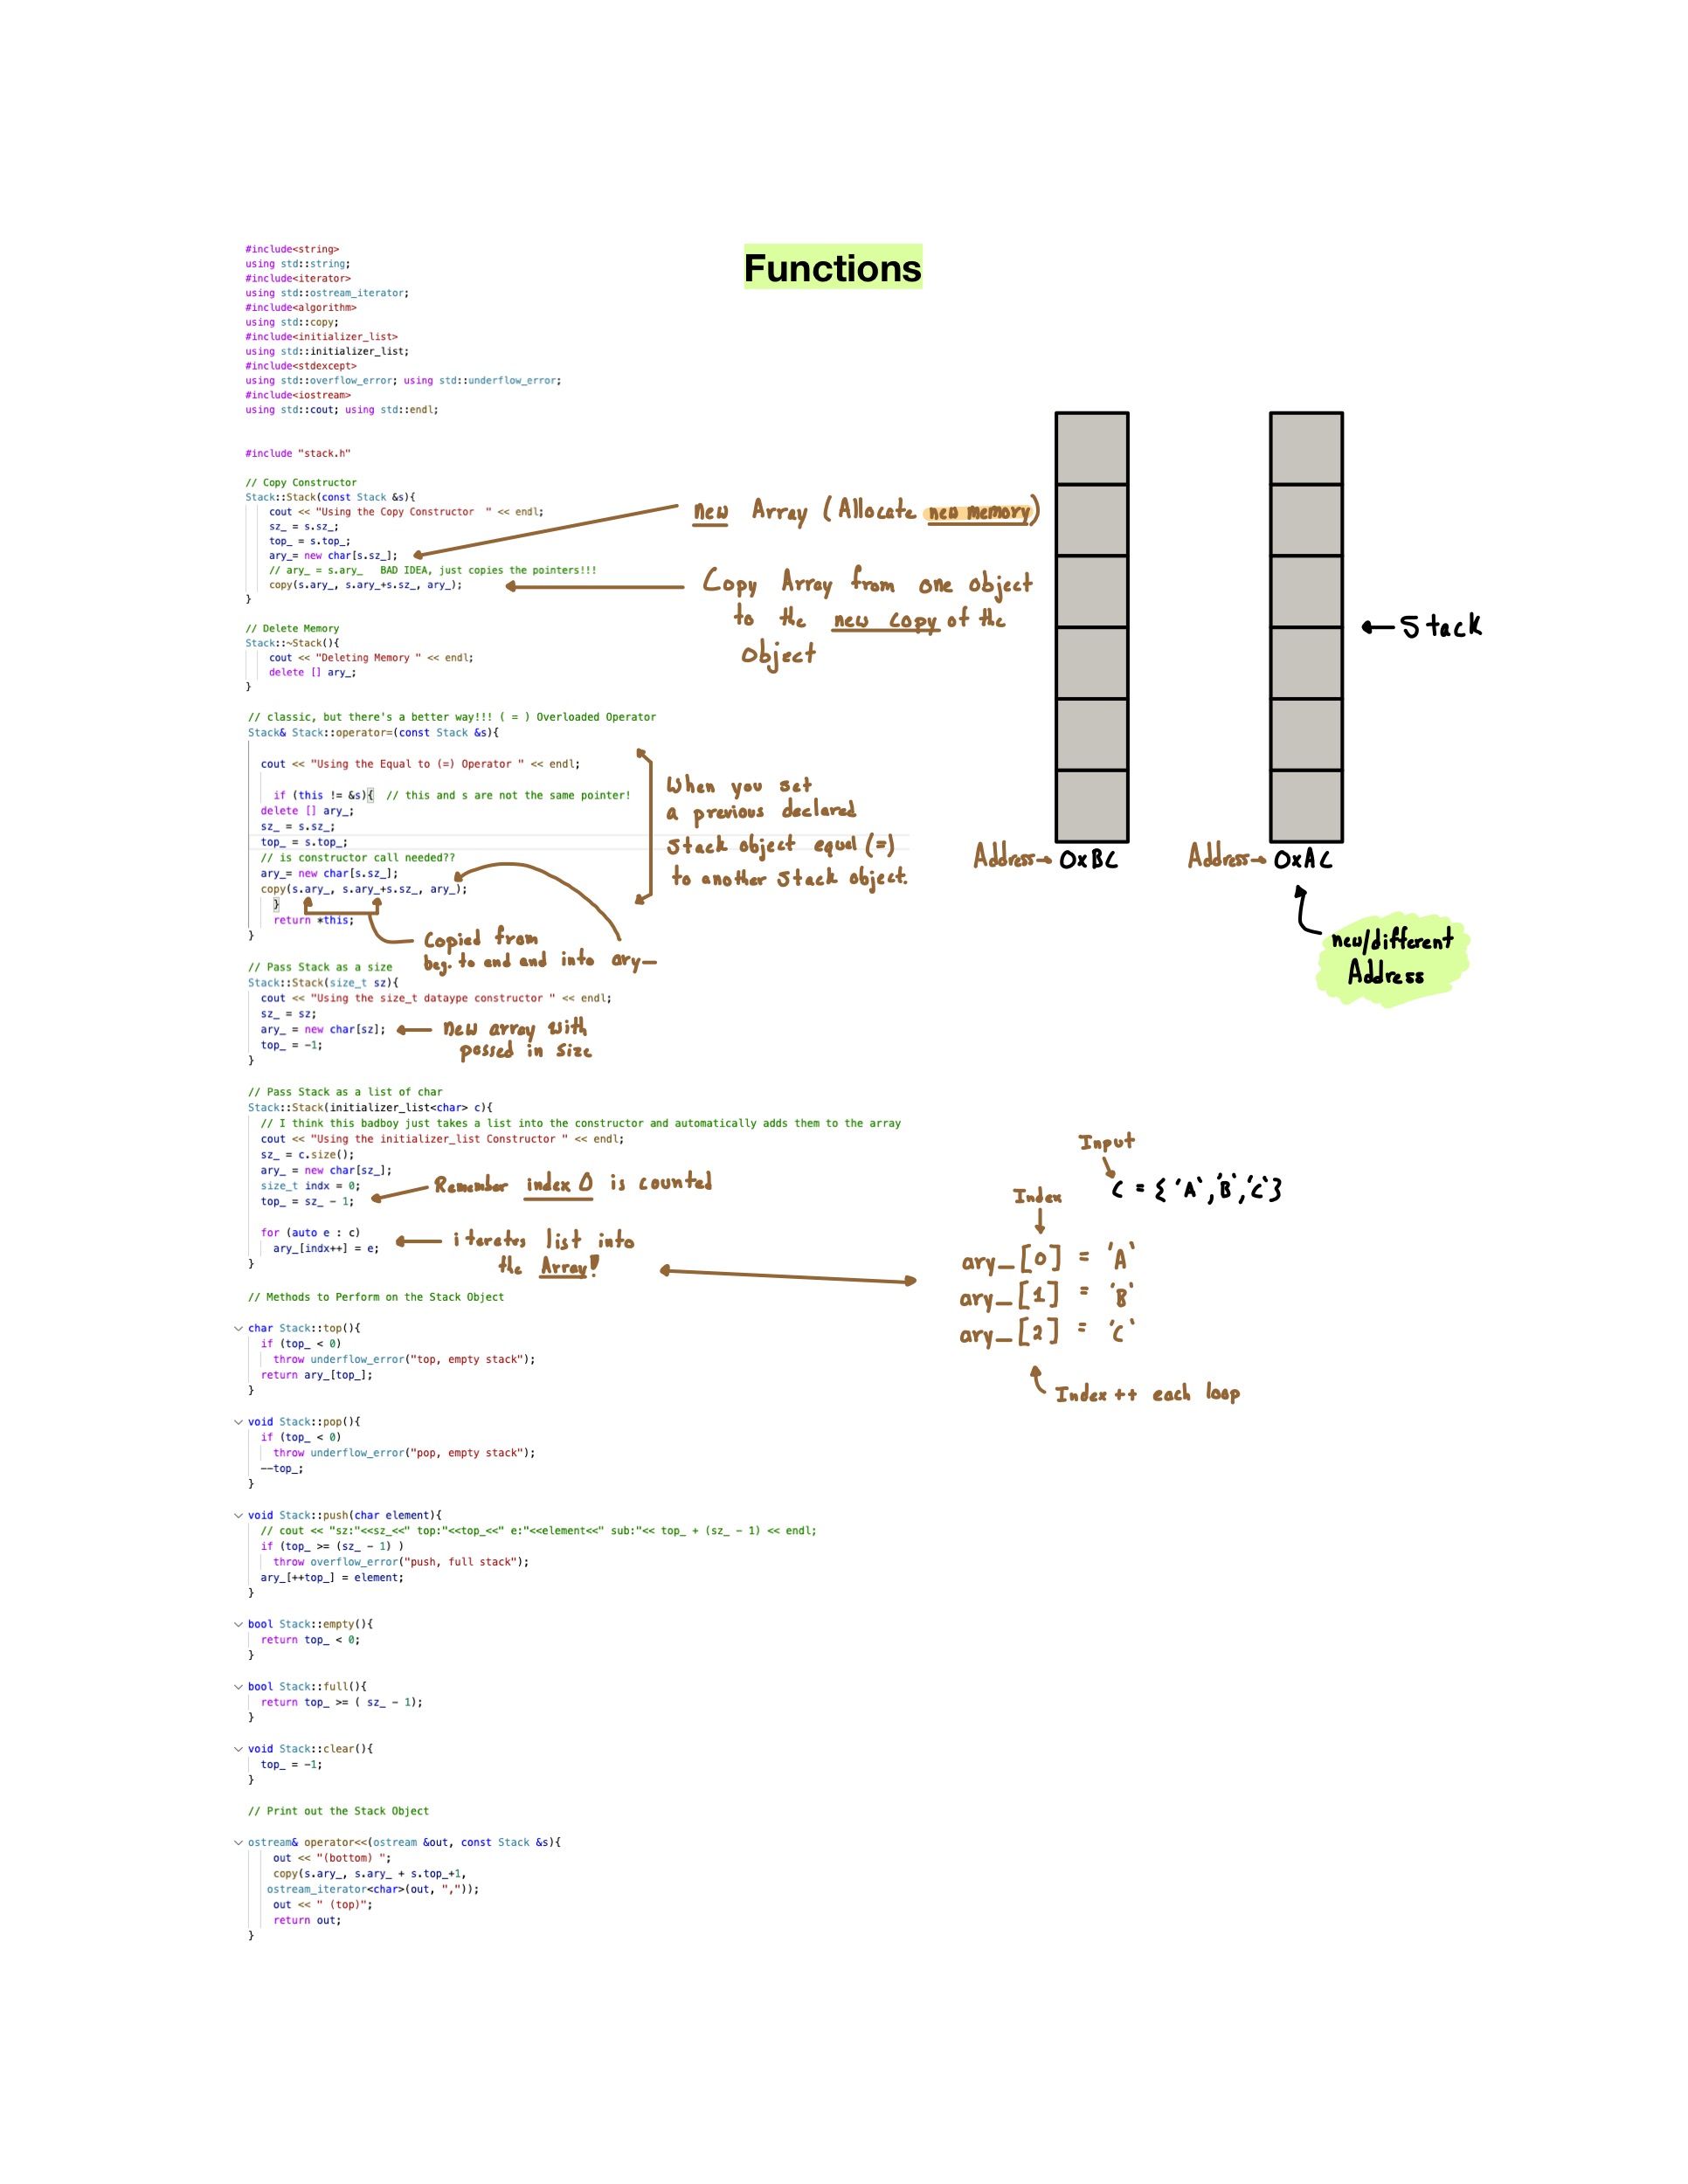 Functions
#include<string>
using std::string;
#include<iterator>
using std::ostream_iterator;
#include<algorithm>
using std::copy;
#include<initializer_list>
using std::initializer_list;
#include<stdexcept>
using std::overflow_error; using std::underflow_error;
#include<iostream>
using std::cout; using std::endl;
#include "stack.h"
// Copy Constructor
Stack::Stack(const Stack &s){
cout << "Using the Copy Constructor  " << endl;
sz_ = s.sz_;
top_ = s.top_;
ary_= new char[s.sz_];
// ary_ = s.ary_   BAD IDEA, just copies the pointers!!!
copy(s.ary_, s.ary_+s.sz_, ary_);
}
new Array (Allocate new memory)
Copy Array from one object
to the new copy of the
Object
// Delete Memory
Stack::~Stack(){
cout << "Deleting Memory " << endl;
delete [] ary_;
}
Stack
Address
0xBC
Address
0xAC
new/different
Address
// classic, but there's a better way!!! ( = ) Overloaded Operator
Stack& Stack::operator=(const Stack &s){
cout << "Using the Equal to (=) Operator " << endl;
if (this != &s){  // this and s are not the same pointer!
delete [] ary_;
sz_ = s.sz_;
top_ = s.top_;
// is constructor call needed??
ary_= new char[s.sz_];
copy(s.ary_, s.ary_+s.sz_, ary_);
}
return *this;
}
When you set
a previous declared
Stack object equal (=)
to another Stack object.
Copied from
beg. to end and into ary_
// Pass Stack as a size
Stack::Stack(size_t sz){
cout << "Using the size_t dataype constructor " << endl;
sz_ = sz;
ary_ = new char[sz];
top_ = -1;
}
New array with
passed in size
// Pass Stack as a list of char
Stack::Stack(initializer_list<char> c){
// I think this badboy just takes a list into the constructor and automatically adds them to the array
cout << "Using the initializer_list Constructor " << endl;
sz_ = c.size();
ary_ = new char[sz_];
size_t indx = 0;
top_ = sz_ - 1;
for (auto e : c)
ary_[indx++] = e;
}
Remember index 0 is counted
iterates list into
the Array!
Input
C = {'A','B','C'}
Index
ary_[0] = 'A'
ary_[1] = 'B'
ary_[2] = 'C'
Index ++ each loop
// Methods to Perform on the Stack Object
char Stack::top(){
if (top_ < 0)
throw underflow_error("top, empty stack");
return ary_[top_];
}
void Stack::pop(){
if (top_ < 0)
throw underflow_error("pop, empty stack");
--top_;
}
void Stack::push(char element){
// cout << "sz:"<<sz_<<" top:"<<top_<<" e:"<<element<<" sub:"<< top_ + (sz_ - 1) << endl;
if (top_ >= (sz_ - 1) )
throw overflow_error("push, full stack");
ary_[++top_] = element;
}
bool Stack::empty(){
return top_ < 0;
}
bool Stack::full(){
return top_ >= ( sz_ - 1);
}
void Stack::clear(){
top_ = -1;
}
// Print out the Stack Object
ostream& operator<<(ostream &out, const Stack &s){
out << "(bottom) ";
copy(s.ary_, s.ary_ + s.top_+1,
ostream_iterator<char>(out, ","));
out << " (top)";
return out;
}